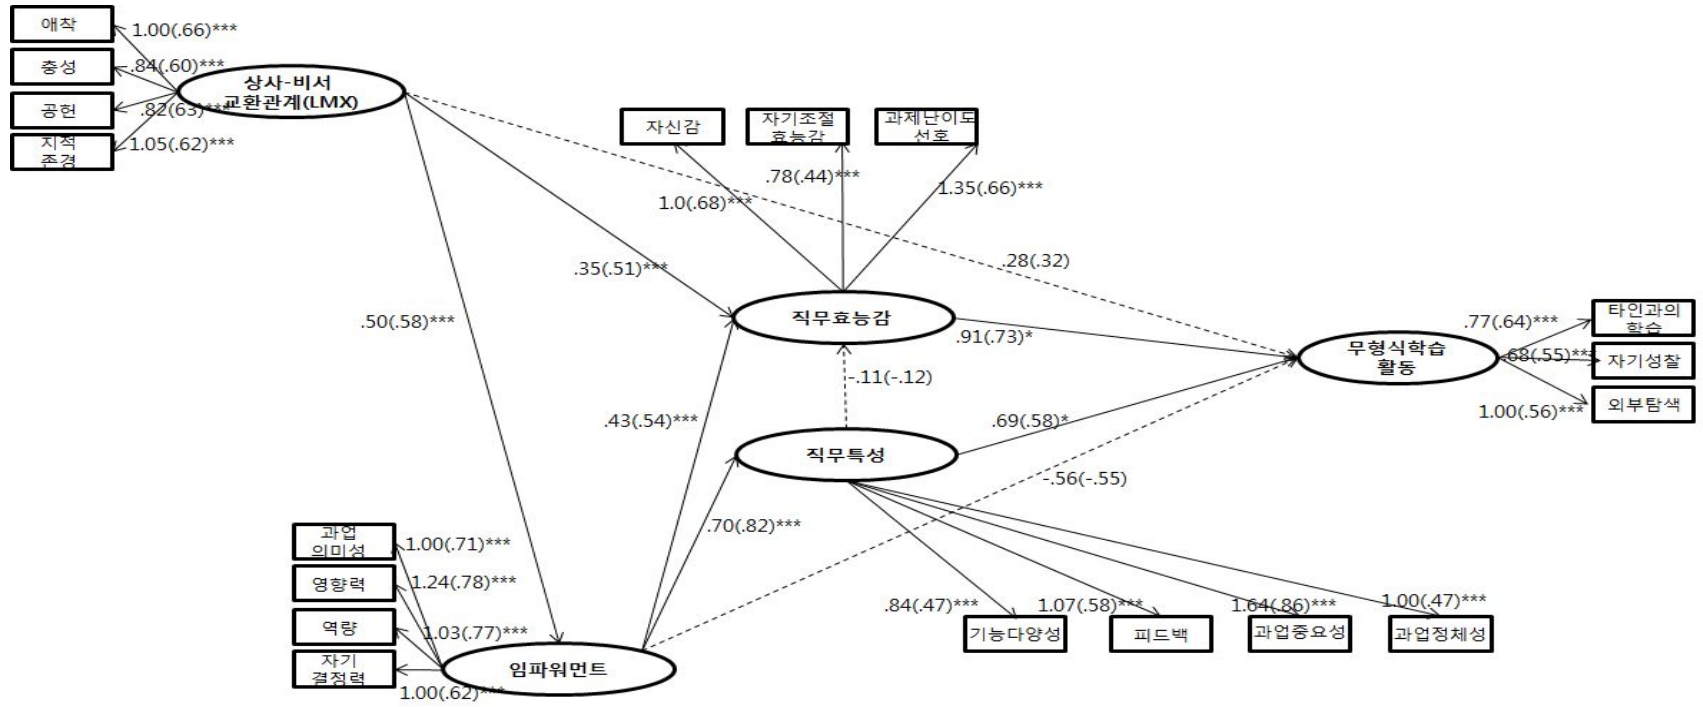 애착
1.00(.66)***
충성
.84(.60)***
공헌
.82(63)***
지적
존경
1.05(.62)***
상사-비서
교환관계(LMX)
자신감
자기조절
효능감
과제난이도
선호
1.0(.68)***
.78(.44)***
1.35(.66)***
.35(.51)***
.28(.32)
.50(.58)***
직무효능감
.91(.73)*
-.11(-.12)
.43(.54)***
직무특성
.69(.58)*
-.56(-.55)
.70(.82)***
무형식학습
활동
.77(.64)***
타인과의
학습
.68(.55)***
자기성찰
1.00(.56)***
외부탐색
과업
의미성
1.00(.71)***
영향력
1.24(.78)***
역량
1.03(.77)***
자기
결정력
1.00(.62)***
임파워먼트
.84(.47)***
1.07(.58)***
1.64(.86)***
1.00(.47)***
기능다양성
피드백
과업중요성
과업정체성